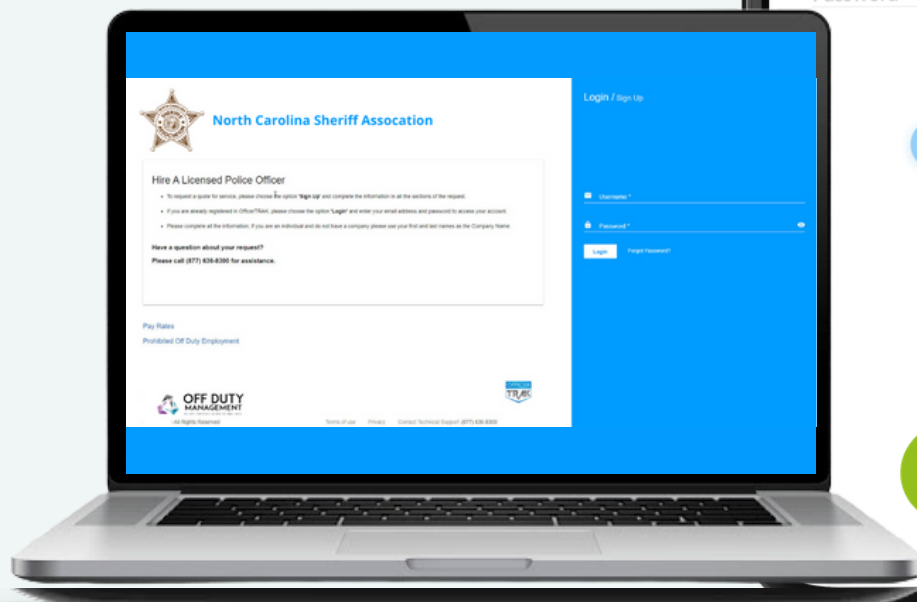 Password
North Carolina Sheriff Assocation
Login / Sign Up
Hire A Licensed Police Officer
• To request a quote for service, please choose the option "Sign Up" and complete the information in all the sections of the request.
• If you are already registered in OfficerTRAK, please choose the option "Login" and enter your email address and password to access your account.
• Please complete all the information; if you are an individual and do not have a company please use your first and last names as the Company Name
Have a question about your request?
Please call (877) 636-8300 for assistance.
Username *
Password *
Login Forgot Password?
Pay Rates
Prohibited Off Duty Employment
OFF DUTY
MANAGEMENT
OFFICER
TRAK
All Rights Reserved Terms of use Privacy Contact Technical Support (877) 636-8300